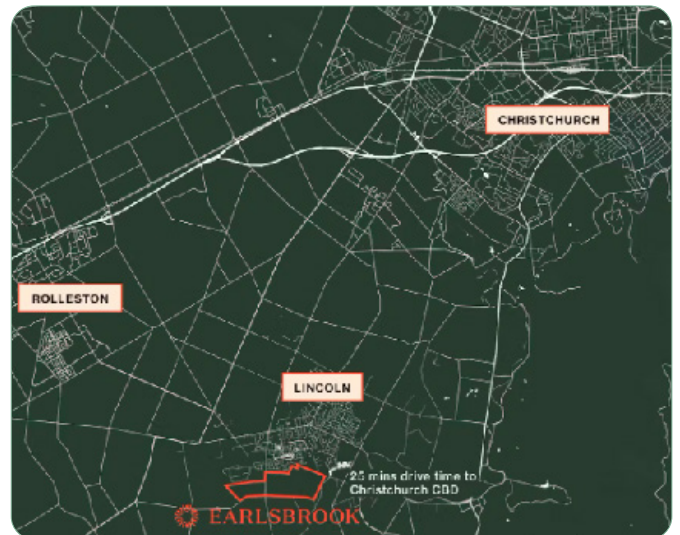 CHRISTCHURCH
ROLLESTON
LINCOLN
25 mins drive time to
Christchurch CBD
EARLSBROOK